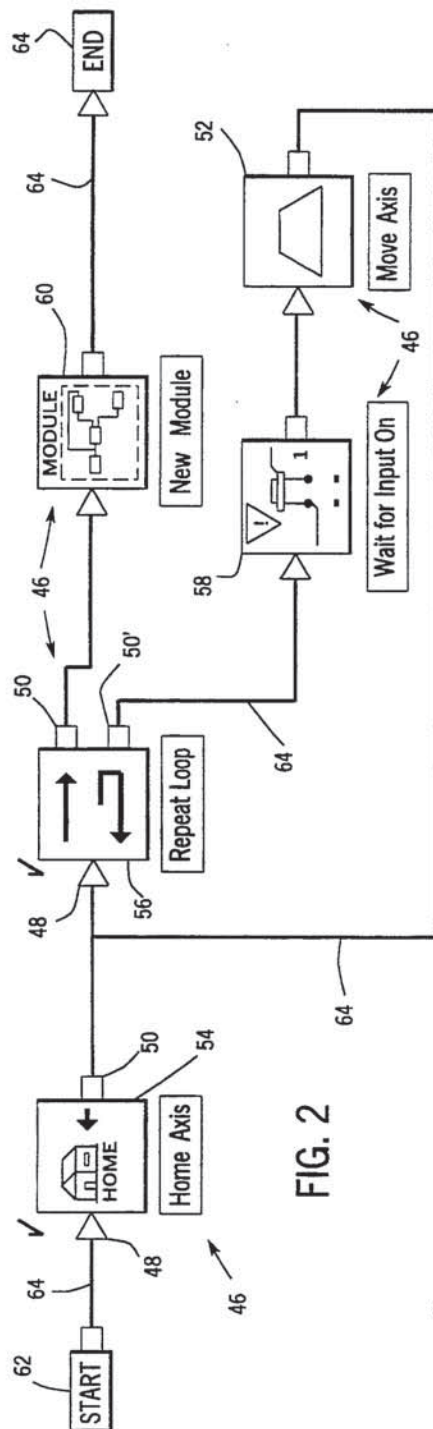 62
START
64
48
HOME
54
50
Home Axis
46
48
56
50
50'
Repeat Loop
46
MODULE
60
New Module
64
64
END
64
58
!
1
Wait for Input On
64
46
52
Move Axis
FIG. 2